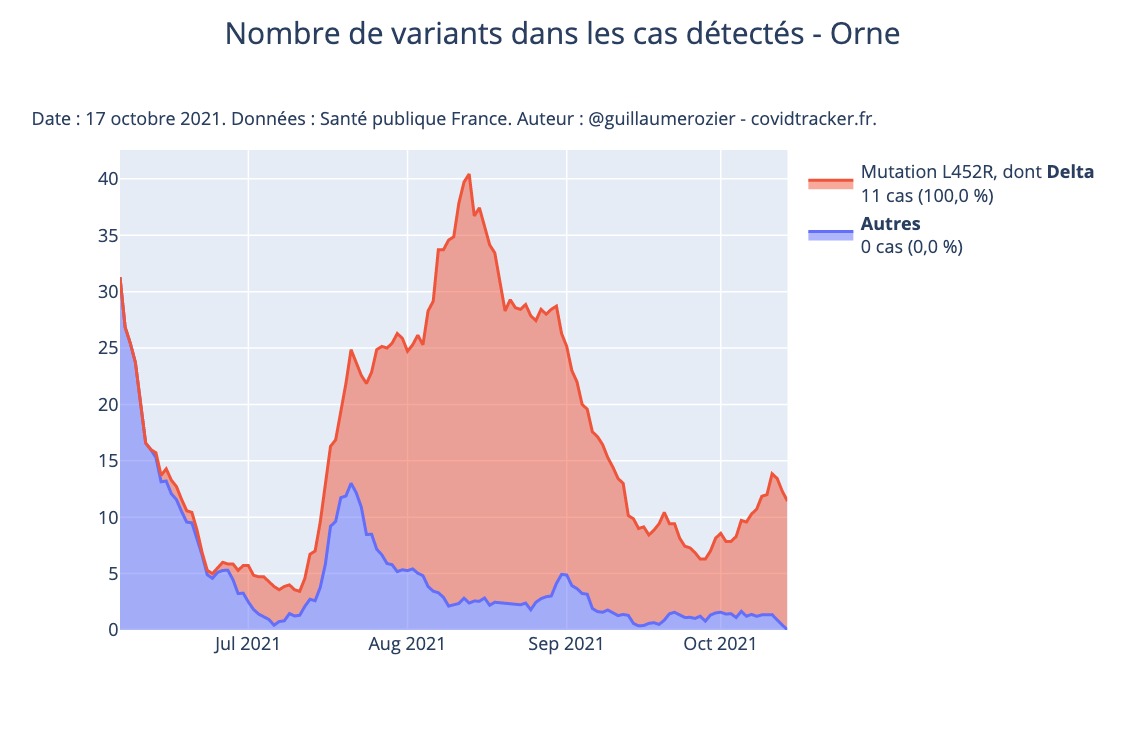 Nombre de variants dans les cas détectés - Orne
Date : 17 octobre 2021. Données : Santé publique France. Auteur : @guillaumerozier - covidtracker.fr.
40
35
30
25
20
15
10
5
0
Jul 2021
Aug 2021
Sep 2021
Oct 2021
Mutation L452R, dont Delta
11 cas (100,0 %)
Autres
0 cas (0,0 %)